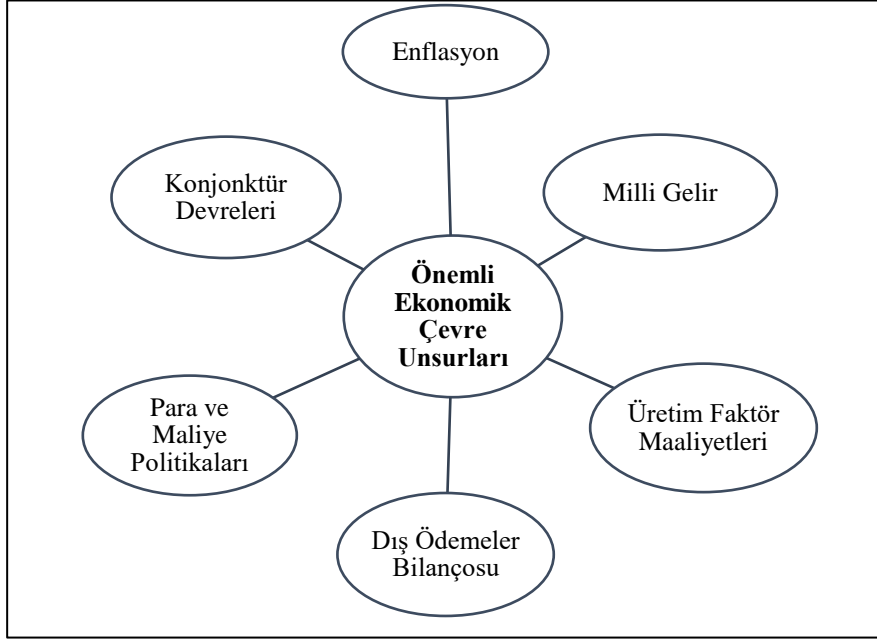 Enflasyon
Konjonktür
Devreleri
Milli Gelir
Önemli
Ekonomik
Çevre
Unsurları
Para ve
Maliye
Politikaları
Üretim Faktör
Maaliyetleri
Dış Ödemeler
Bilançosu